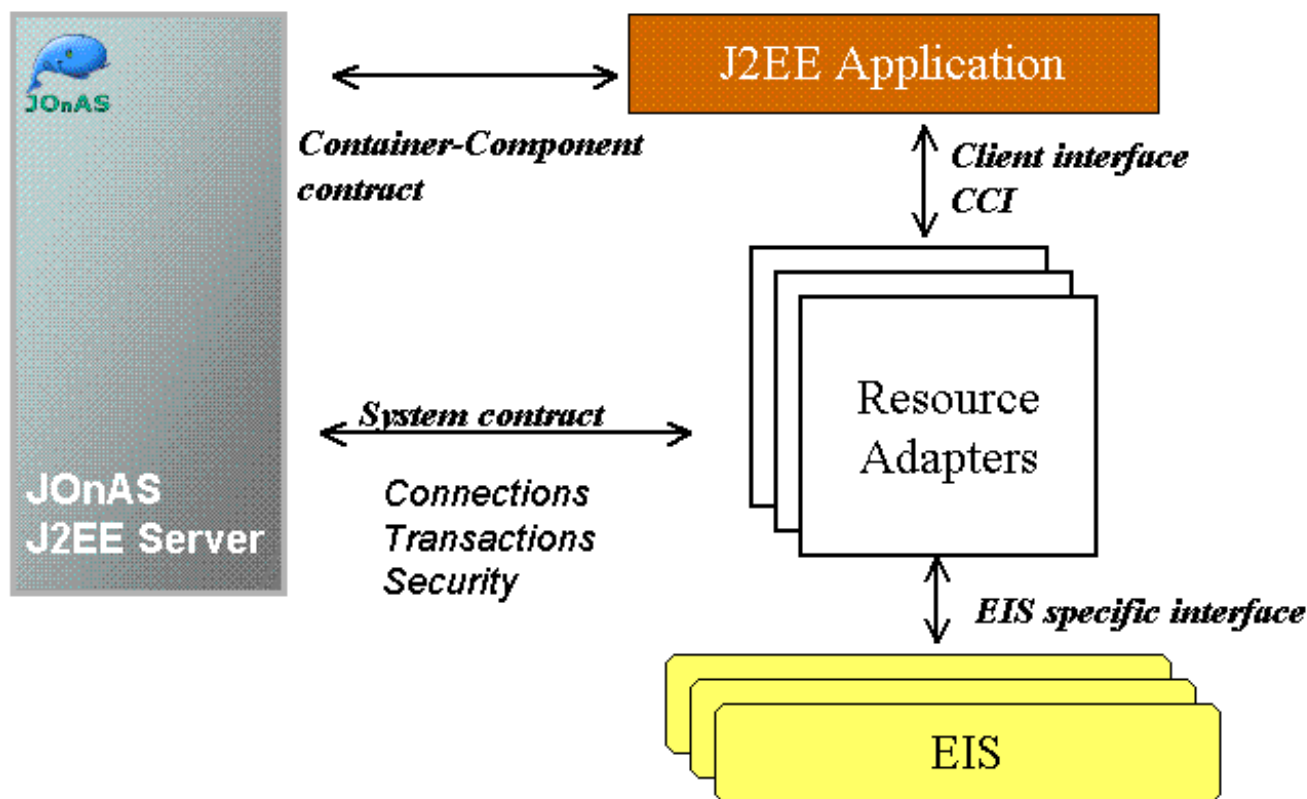 JOnAS
J2EE Application
Container-Component
contract
Client interface
CCI
System contract
Connections
Transactions
Security
Resource
Adapters
JOnAS
J2EE Server
EIS specific interface
EIS